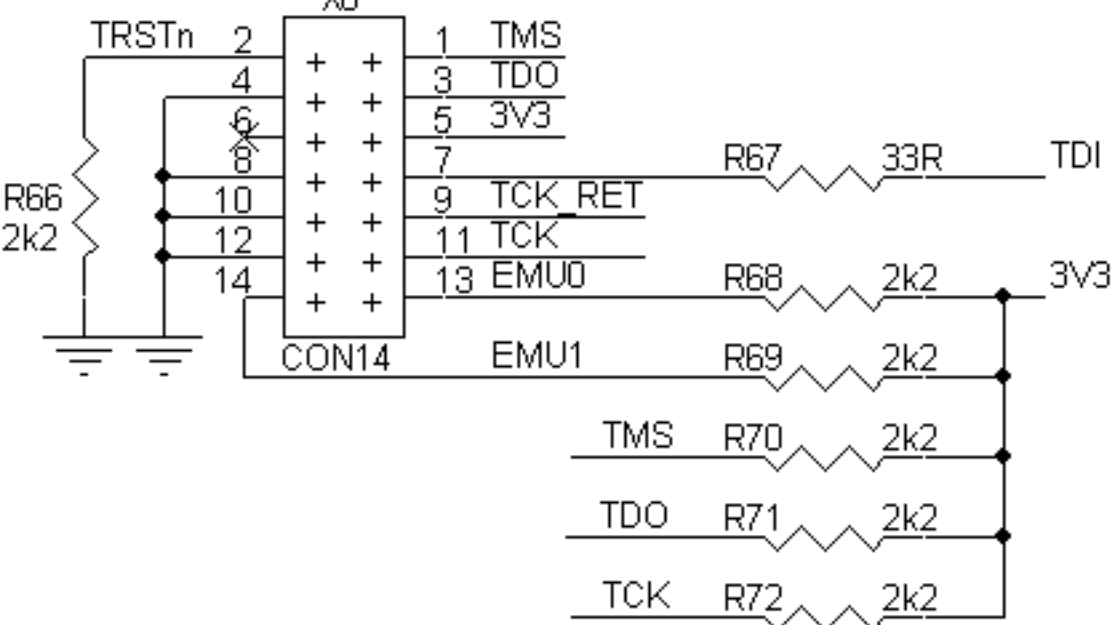 TRSTn 2 1 TMS
4 3 TDO
6 5 3V3
8 7 R67 33R TDI
R66 10 9 TCK_RET
2k2 12 11 TCK
14 13 EMU0 R68 2k2 3V3
CON14 EMU1 R69 2k2
TMS R70 2k2
TDO R71 2k2
TCK R72 2k2